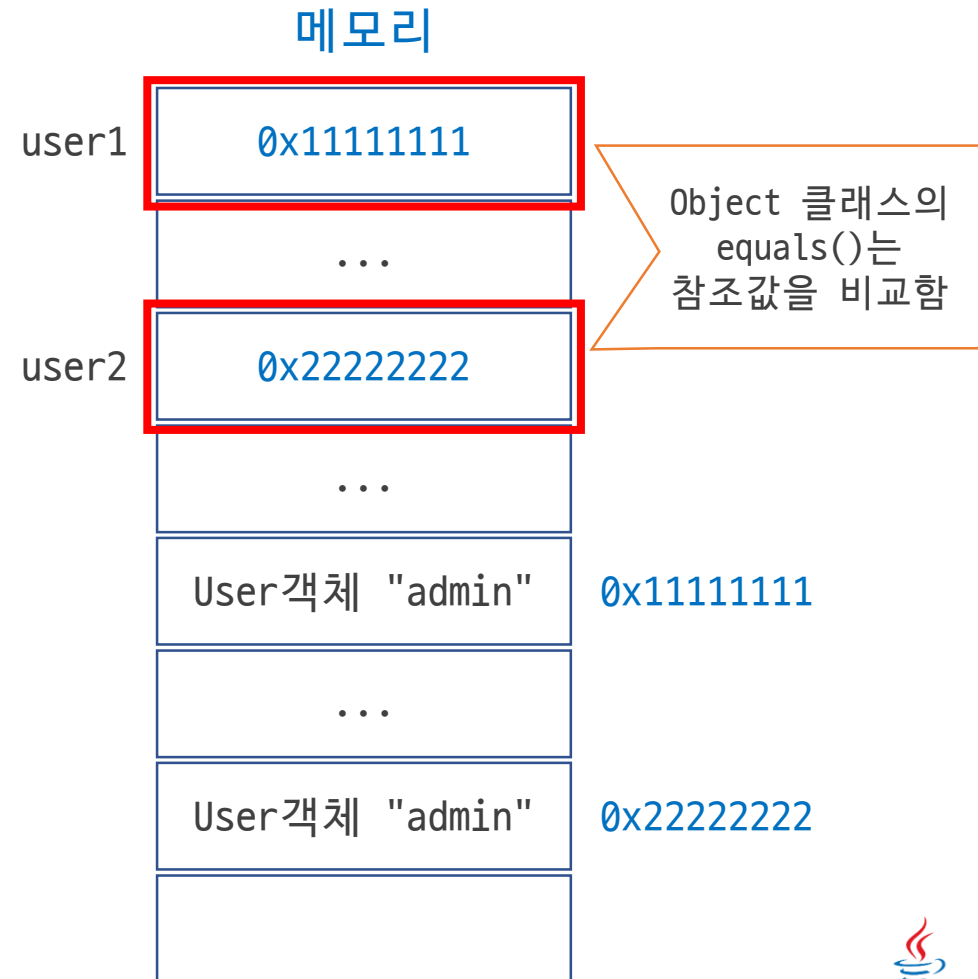 메모리
user1
0x11111111
Object 클래스의
equals()는
참조값을 비교함
...
user2
0x22222222
...
User객체 "admin"
0x11111111
...
User객체 "admin"
0x22222222